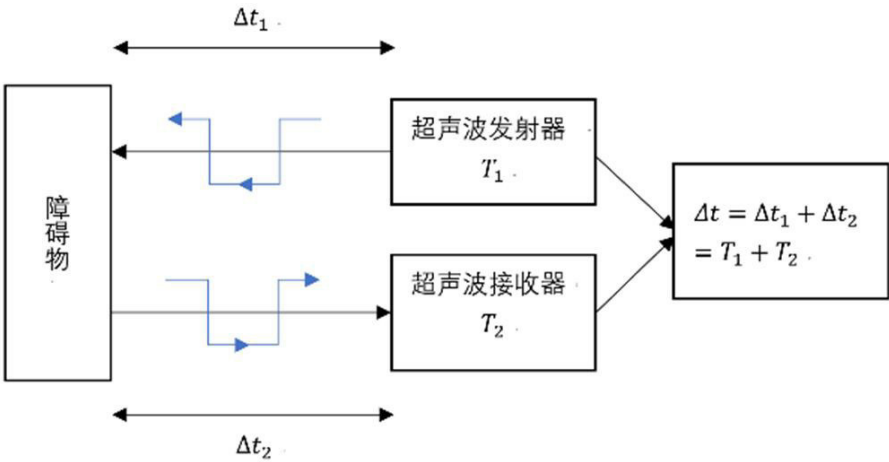 Δt₁
超声波发射器
T₁
障碍物
Δt = Δt₁ + Δt₂
= T₁ + T₂
超声波接收器
T₂
Δt₂